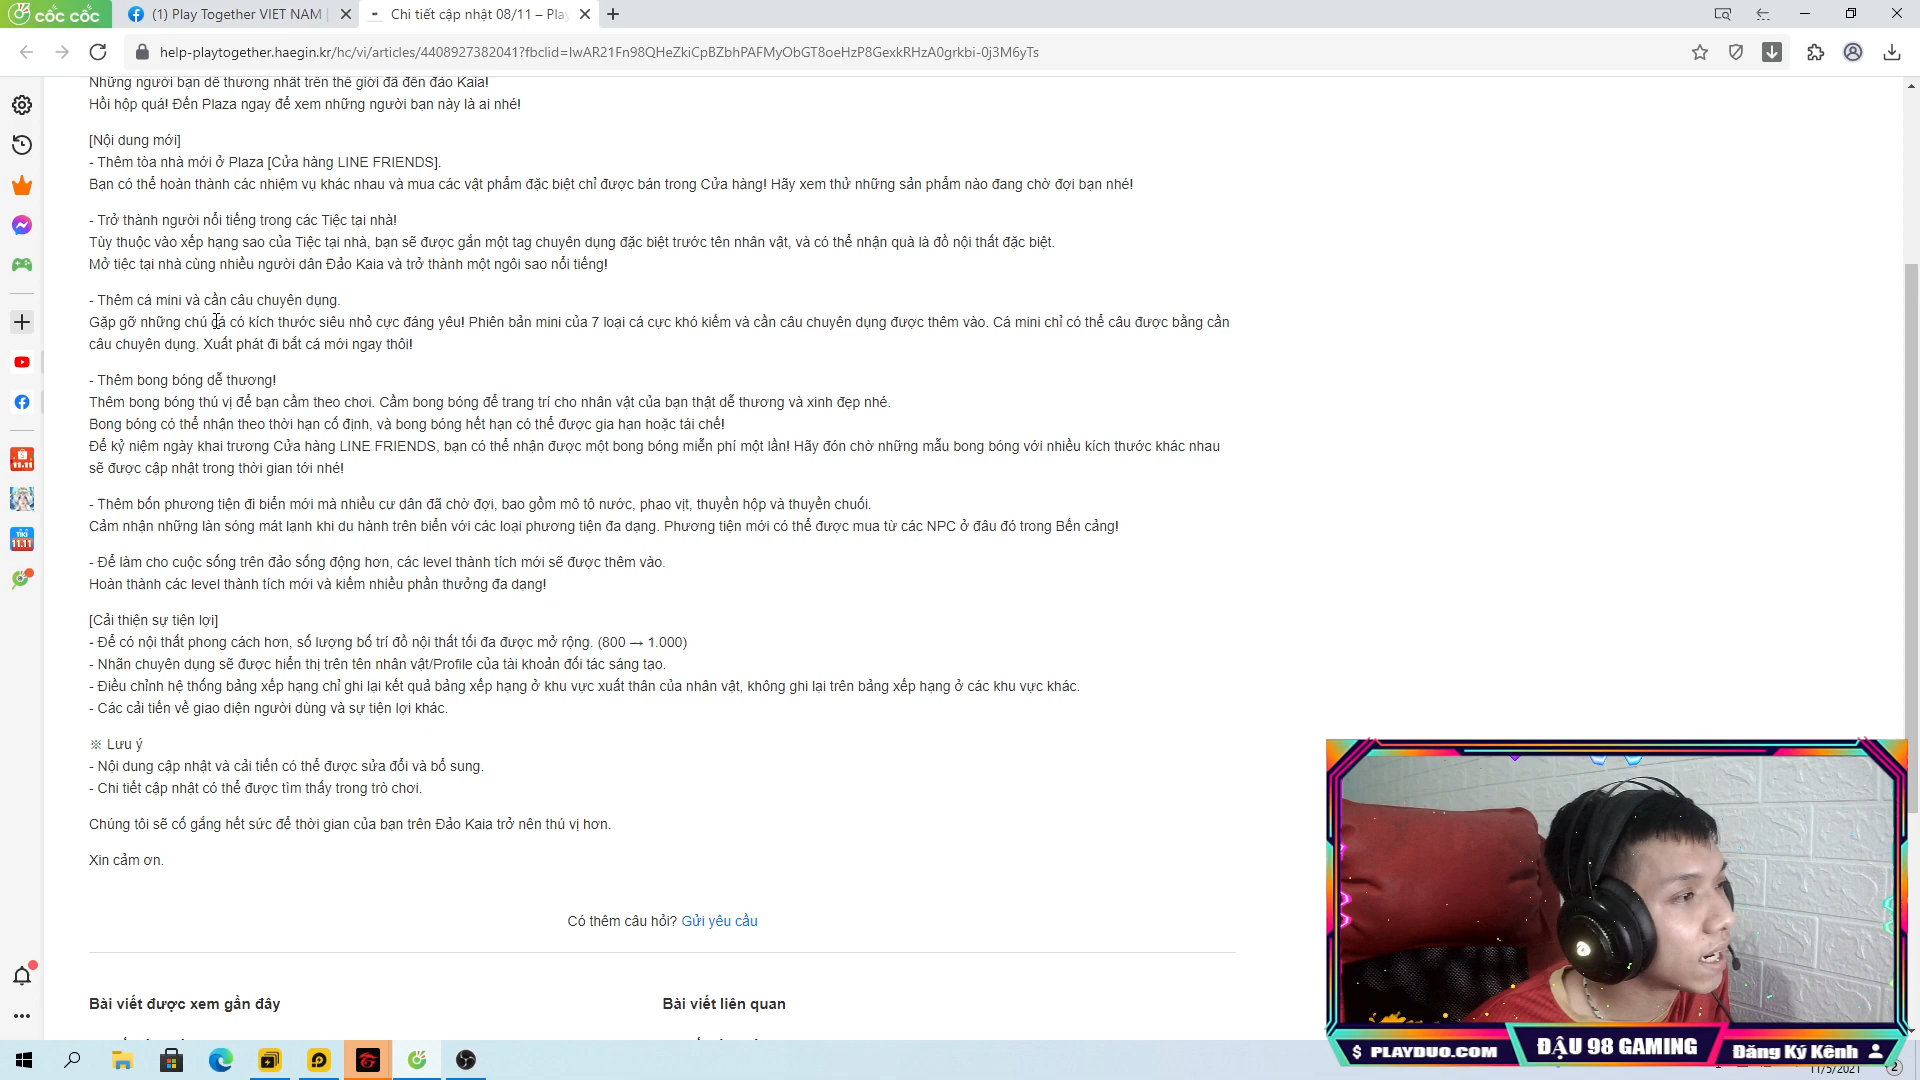 cốc cốc
(1) Play Together VIET NAM
Chi tiết cập nhật 08/11 – Pla
help-playtogether.haegin.kr/hc/vi/articles/4408927382041?fbclid=IwAR21Fn98QHeZkiCpBZbhPAFMyObGT8oeHzP8GexkRHzA0grkbi-0j3M6yTs
Những người bạn dễ thương nhất trên thế giới đã đến đảo Kaia!
Hồi hộp quá! Đến Plaza ngay để xem những người bạn này là ai nhé!
[Nội dung mới]
- Thêm tòa nhà mới ở Plaza [Cửa hàng LINE FRIENDS].
Bạn có thể hoàn thành các nhiệm vụ khác nhau và mua các vật phẩm đặc biệt chỉ được bán trong Cửa hàng! Hãy xem thử những sản phẩm nào đang chờ đợi bạn nhé!
- Trở thành người nổi tiếng trong các Tiệc tại nhà!
Tùy thuộc vào xếp hạng sao của Tiệc tại nhà, bạn sẽ được gắn một tag chuyên dụng đặc biệt trước tên nhân vật, và có thể nhận quà là đồ nội thất đặc biệt.
Mở tiệc tại nhà cùng nhiều người dân Đảo Kaia và trở thành một ngôi sao nổi tiếng!
- Thêm cá mini và cần câu chuyên dụng.
Gặp gỡ những chú cá có kích thước siêu nhỏ cực đáng yêu! Phiên bản mini của 7 loại cá cực khó kiếm và cần câu chuyên dụng được thêm vào. Cá mini chỉ có thể câu được bằng cần
câu chuyên dụng. Xuất phát đi bắt cá mới ngay thôi!
- Thêm bong bóng dễ thương!
Thêm bong bóng thú vị để bạn cầm theo chơi. Cầm bong bóng để trang trí cho nhân vật của bạn thật dễ thương và xinh đẹp nhé.
Bong bóng có thể nhận theo thời hạn cố định, và bong bóng hết hạn có thể được gia hạn hoặc tái chế!
Để kỷ niệm ngày khai trương Cửa hàng LINE FRIENDS, bạn có thể nhận được một bong bóng miễn phí một lần! Hãy đón chờ những mẫu bong bóng với nhiều kích thước khác nhau
sẽ được cập nhật trong thời gian tới nhé!
- Thêm bốn phương tiện đi biển mới mà nhiều cư dân đã chờ đợi, bao gồm mô tô nước, phao vịt, thuyền hộp và thuyền chuối.
Cảm nhận những làn sóng mát lạnh khi du hành trên biển với các loại phương tiện đa dạng. Phương tiện mới có thể được mua từ các NPC ở đâu đó trong Bến cảng!
- Để làm cho cuộc sống trên đảo sống động hơn, các level thành tích mới sẽ được thêm vào.
Hoàn thành các level thành tích mới và kiếm nhiều phần thưởng đa dạng!
[Cải thiện sự tiện lợi]
- Để có nội thất phong cách hơn, số lượng bố trí đồ nội thất tối đa được mở rộng. (800 → 1.000)
- Nhãn chuyên dụng sẽ được hiển thị trên tên nhân vật/Profile của tài khoản đối tác sáng tạo.
- Điều chỉnh hệ thống bảng xếp hạng chỉ ghi lại kết quả bảng xếp hạng ở khu vực xuất thân của nhân vật, không ghi lại trên bảng xếp hạng ở các khu vực khác.
- Các cải tiến về giao diện người dùng và sự tiện lợi khác.
※ Lưu ý
- Nội dung cập nhật và cải tiến có thể được sửa đổi và bổ sung.
- Chi tiết cập nhật có thể được tìm thấy trong trò chơi.
Chúng tôi sẽ cố gắng hết sức để thời gian của bạn trên Đảo Kaia trở nên thú vị hơn.
Xin cảm ơn.
Có thêm câu hỏi? Gửi yêu cầu
Bài viết được xem gần đây
Bài viết liên quan
11.11
TIKI
11.11
$ PLAYDUO.COM
ĐẬU 98 GAMING
Đăng Ký Kênh
11/5/2021
2